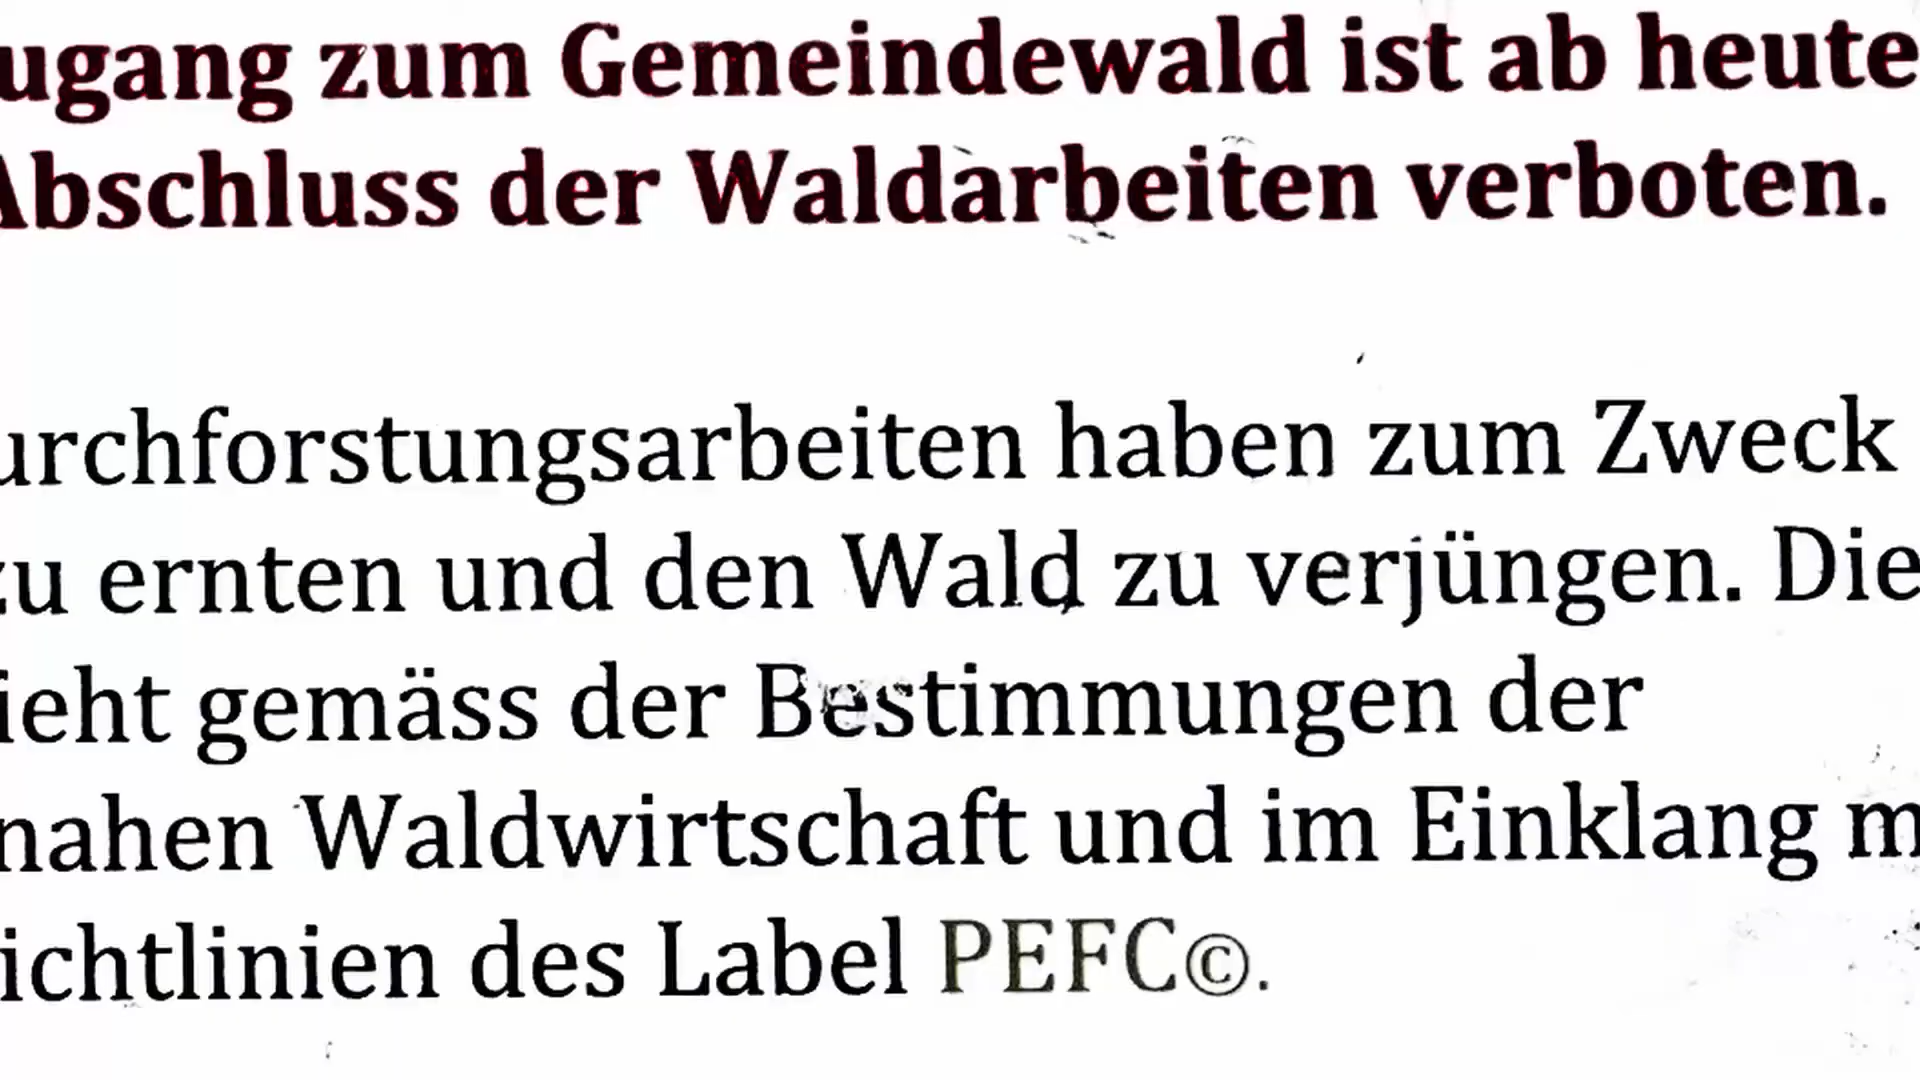 ugang zum Gemeindewald ist ab heute
Abschluss der Waldarbeiten verboten.
urchforstungsarbeiten haben zum Zweck
zu ernten und den Wald zu verjüngen. Die
ieht gemäss der Bestimmungen der
nahen Waldwirtschaft und im Einklang m
ichtlinien des Label PEFC©.